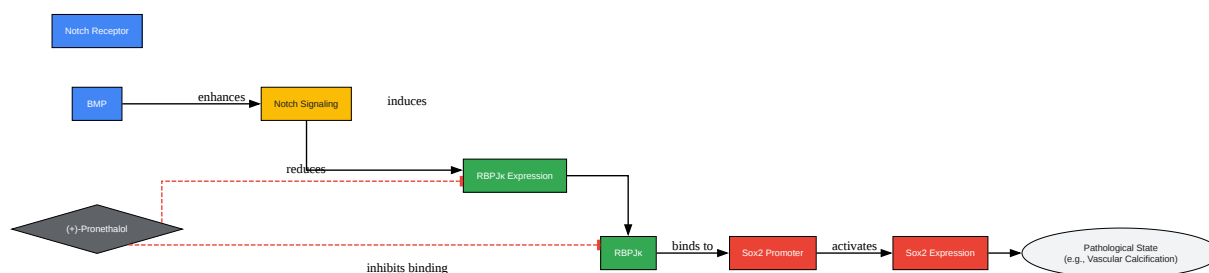 Notch Receptor
BMP
enhances
Notch Signaling
induces
reduces
RBPJκ Expression
(+)-Pronethalol
RBPJκ
binds to
Sox2 Promoter
activates
Sox2 Expression
Pathological State
(e.g., Vascular Calcification)
inhibits binding